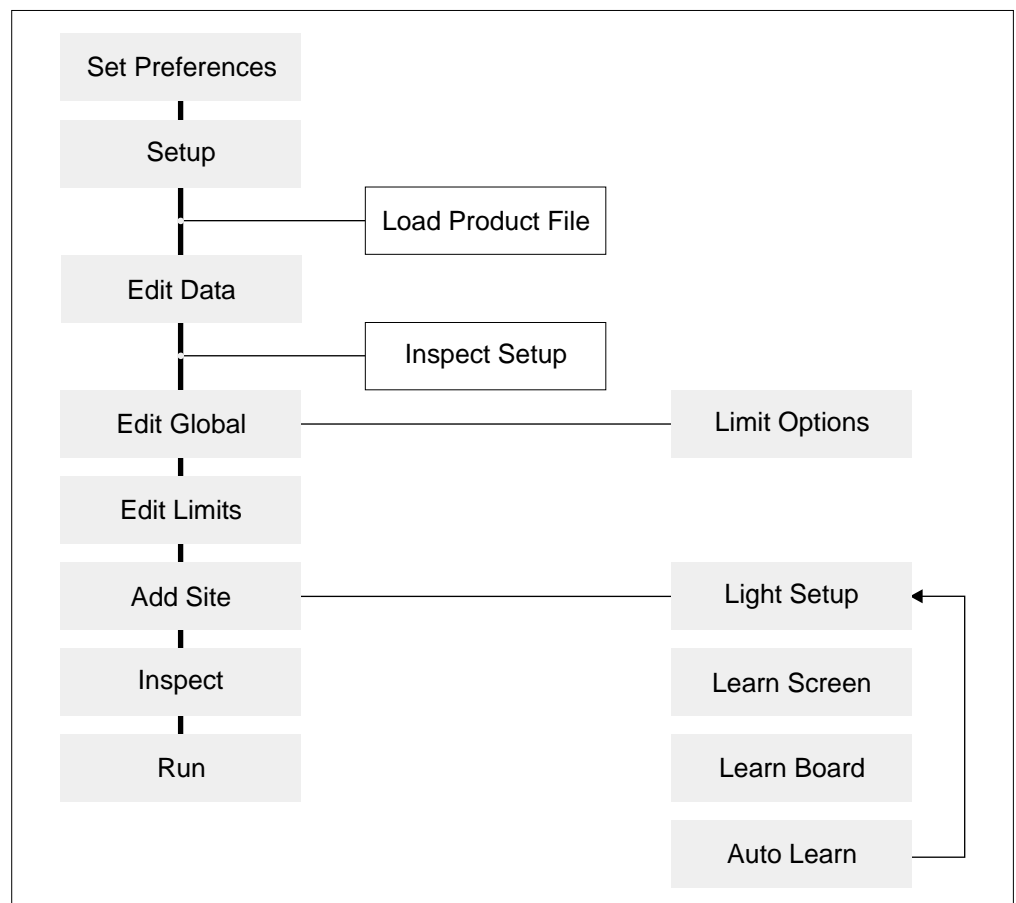 Set Preferences
Setup
Load Product File
Edit Data
Inspect Setup
Edit Global
Limit Options
Edit Limits
Add Site
Light Setup
Inspect
Learn Screen
Run
Learn Board
Auto Learn